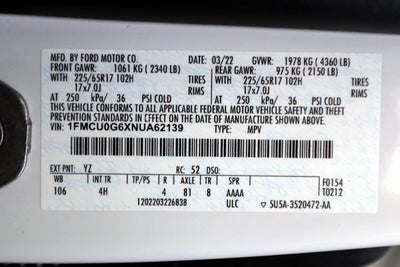 MFD. BY FORD MOTOR CO.
03/22 GVWR: 1978 KG (4360 LB)
FRONT GAWR: 1061 KG (2340 LB) REAR GAWR: 975 KG (2150 LB)
WITH 225/65R17 102H TIRES WITH 225/65R17 102H TIRES
17x7.0J RIMS 17x7.0J RIMS
AT 250 kPa/ 36 PSI COLD AT 250 kPa/ 36 PSI COLD
THIS VEHICLE CONFORMS TO ALL APPLICABLE FEDERAL MOTOR VEHICLE SAFETY AND THEFT
PREVENTION STANDARDS IN EFFECT ON THE DATE OF MANUFACTURE SHOWN ABOVE.
VIN: 1FMCU0G6XNUA62139 TYPE: MPV
EXT PNT: YZ RC: 52 DSO:
WB INT TR TP/PS R AXLE TR SPR
106 4H 4 81 8 AAAA
F0154
T0212
1202203226838 ULC 5U5A-3520472-AA